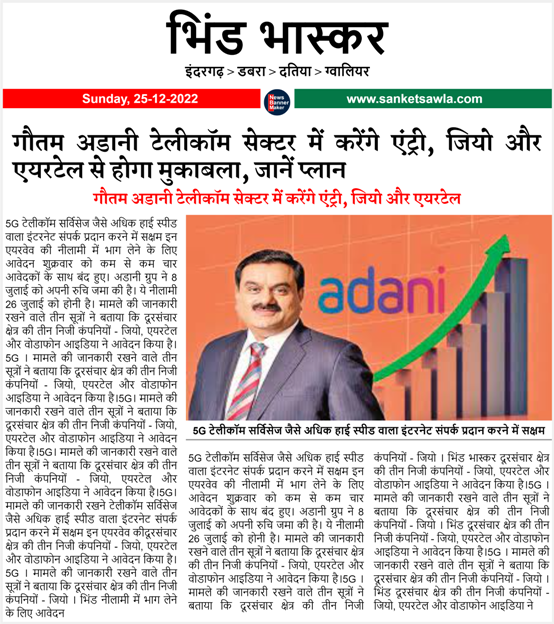 भिंड भास्कर
इंदरगढ़ > डबरा > दतिया > ग्वालियर
Sunday, 25-12-2022
News
Banner
Maker
www.sanketsawla.com
गौतम अडानी टेलीकॉम सेक्टर में करेंगे एंट्री, जियो और
एयरटेल से होगा मुकाबला, जानें प्लान
गौतम अडानी टेलीकॉम सेक्टर में करेंगे एंट्री, जियो और एयरटेल
5G टेलीकॉम सर्विसेज जैसे अधिक हाई स्पीड
वाला इंटरनेट संपर्क प्रदान करने में सक्षम इन
एयरवेव की नीलामी में भाग लेने के लिए
आवेदन शुक्रवार को कम से कम चार
आवेदकों के साथ बंद हुए। अडानी ग्रुप ने 8
जुलाई को अपनी रुचि जमा की है। ये नीलामी
26 जुलाई को होनी है। मामले की जानकारी
रखने वाले तीन सूत्रों ने बताया कि दूरसंचार
क्षेत्र की तीन निजी कंपनियों - जियो, एयरटेल
और वोडाफोन आइडिया ने आवेदन किया है।
5G । मामले की जानकारी रखने वाले तीन
सूत्रों ने बताया कि दूरसंचार क्षेत्र की तीन निजी
कंपनियों - जियो, एयरटेल और वोडाफोन
आइडिया ने आवेदन किया है।5G। मामले की
जानकारी रखने वाले तीन सूत्रों ने बताया कि
दूरसंचार क्षेत्र की तीन निजी कंपनियों - जियो,
एयरटेल और वोडाफोन आइडिया ने आवेदन
किया है।5G। मामले की जानकारी रखने वाले
तीन सूत्रों ने बताया कि दूरसंचार क्षेत्र की तीन
निजी कंपनियों - जियो, एयरटेल और
वोडाफोन आइडिया ने आवेदन किया है।5G।
मामले की जानकारी रखने टेलीकॉम सर्विसेज
जैसे अधिक हाई स्पीड वाला इंटरनेट संपर्क
प्रदान करने में सक्षम इन एयरवेव कीदूरसंचार
क्षेत्र की तीन निजी कंपनियों - जियो, एयरटेल
और वोडाफोन आइडिया ने आवेदन किया है।
5G । मामले की जानकारी रखने वाले तीन
सूत्रों ने बताया कि दूरसंचार क्षेत्र की तीन निजी
कंपनियों - जियो । भिंड नीलामी में भाग लेने
के लिए आवेदन
adani
5G टेलीकॉम सर्विसेज जैसे अधिक हाई स्पीड वाला इंटरनेट संपर्क प्रदान करने में सक्षम
5G टेलीकॉम सर्विसेज जैसे अधिक हाई स्पीड
वाला इंटरनेट संपर्क प्रदान करने में सक्षम इन
एयरवेव की नीलामी में भाग लेने के लिए
आवेदन शुक्रवार को कम से कम चार
आवेदकों के साथ बंद हुए। अडानी ग्रुप ने 8
जुलाई को अपनी रुचि जमा की है। ये नीलामी
26 जुलाई को होनी है। मामले की जानकारी
रखने वाले तीन सूत्रों ने बताया कि दूरसंचार क्षेत्र
की तीन निजी कंपनियों - जियो, एयरटेल और
वोडाफोन आइडिया ने आवेदन किया है।5G ।
मामले की जानकारी रखने वाले तीन सूत्रों ने
बताया कि दूरसंचार क्षेत्र की तीन निजी
कंपनियों - जियो । भिंड भास्कर दूरसंचार क्षेत्र
की तीन निजी कंपनियों - जियो, एयरटेल और
वोडाफोन आइडिया ने आवेदन किया है।5G ।
मामले की जानकारी रखने वाले तीन सूत्रों ने
बताया कि दूरसंचार क्षेत्र की तीन निजी
कंपनियों - जियो । भिंड दूरसंचार क्षेत्र की तीन
निजी कंपनियों - जियो, एयरटेल और वोडाफोन
आइडिया ने आवेदन किया है।5G । मामले की
जानकारी रखने वाले तीन सूत्रों ने बताया कि
दूरसंचार क्षेत्र की तीन निजी कंपनियों - जियो ।
भिंड दूरसंचार क्षेत्र की तीन निजी कंपनियों -
जियो, एयरटेल और वोडाफोन आइडिया ने